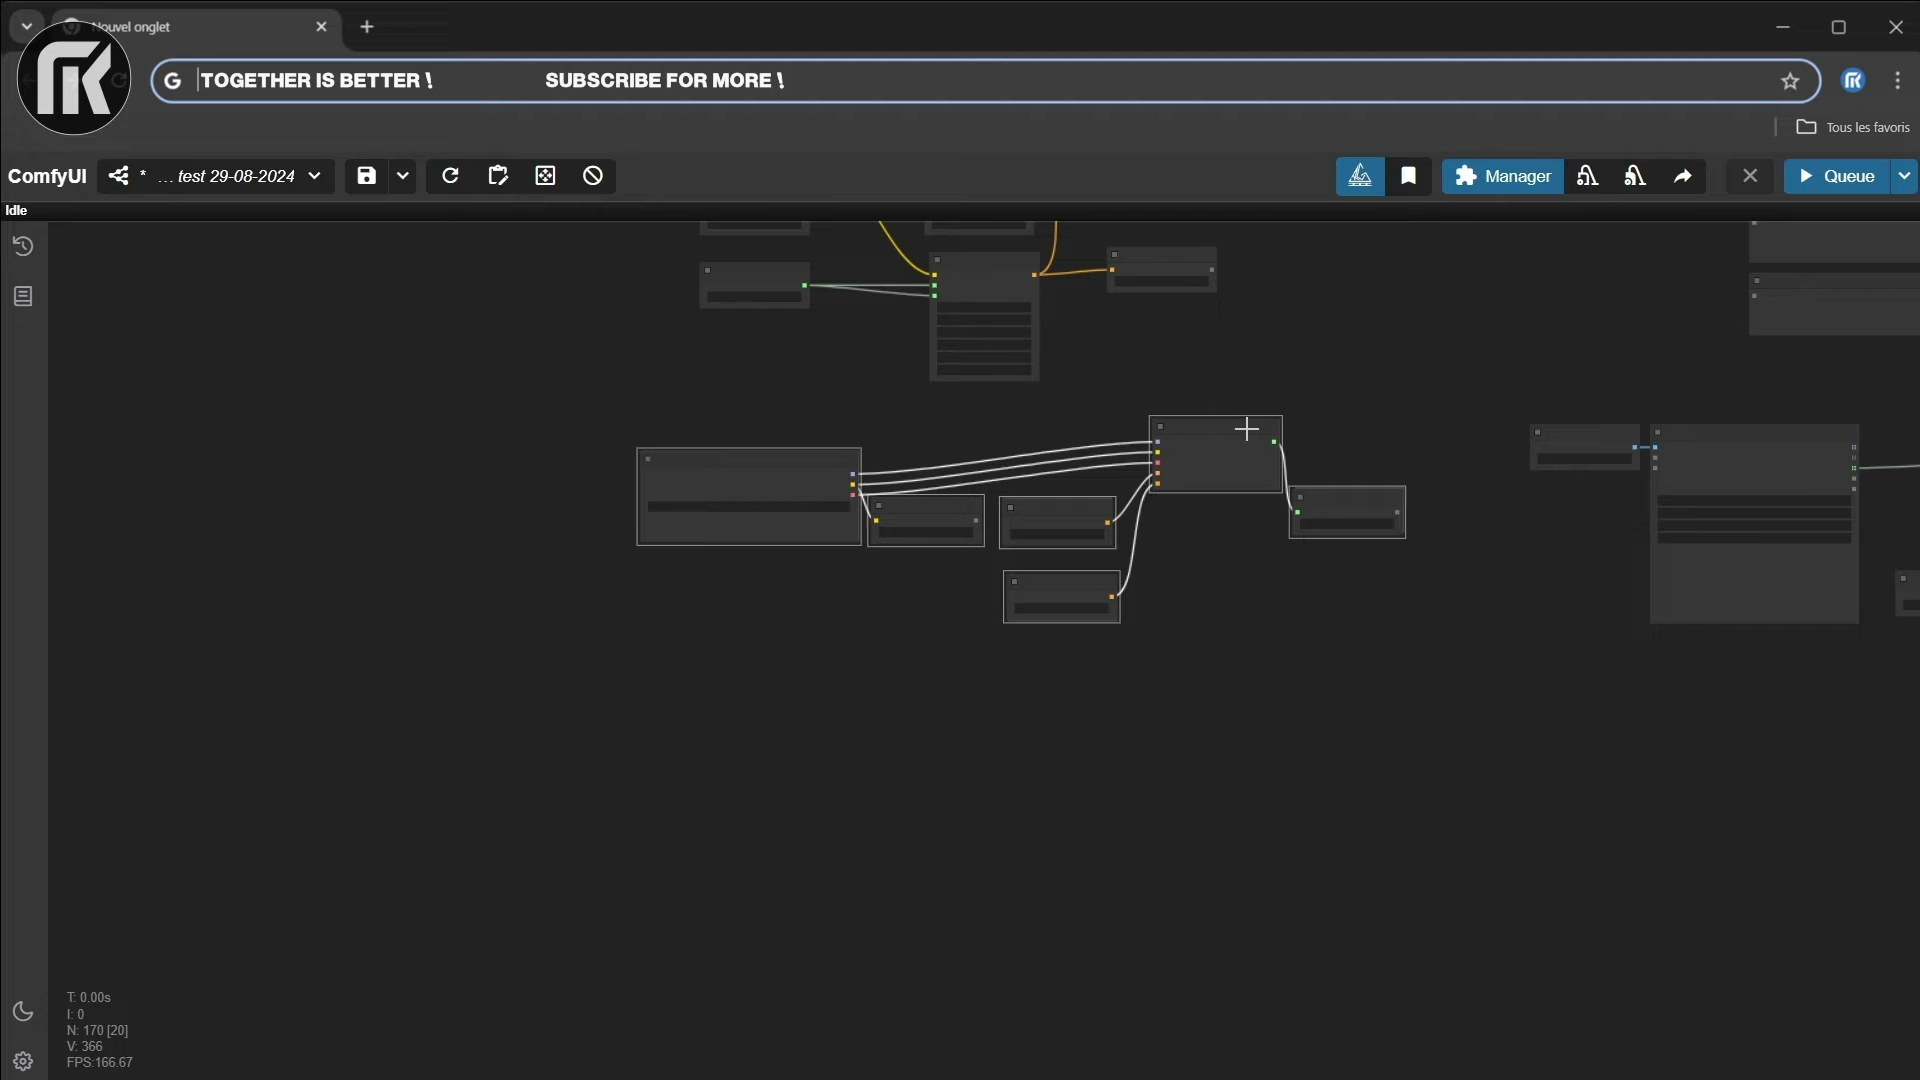 Nouvel onglet
TOGETHER IS BETTER ! SUBSCRIBE FOR MORE !
Tous les favoris
ComfyUI * ... test 29-08-2024 Manager Queue
Idle
T: 0.00s
I: 0
N: 170 [20]
V: 366
FPS:166.67